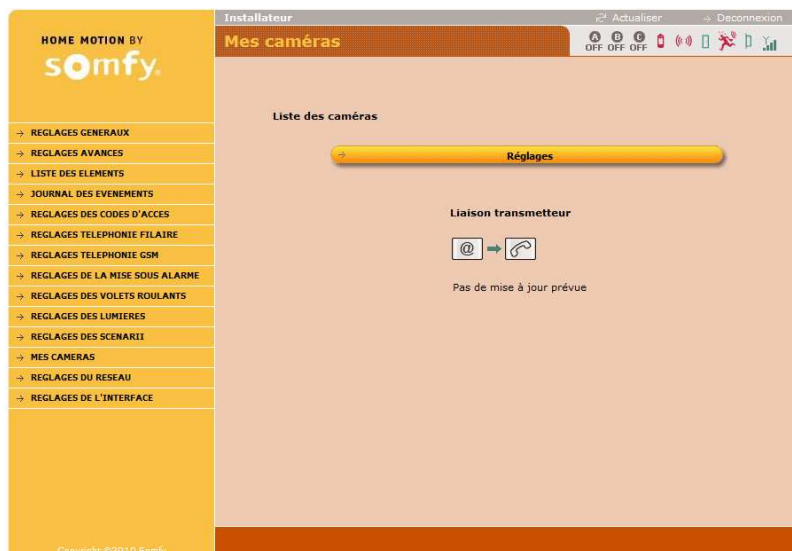 Installateur
Actualiser
Deconnexion
HOME MOTION BY
somfy.
Mes caméras
A B C
OFF OFF OFF
Liste des caméras
Réglages
REGLAGES GENERAUX
REGLAGES AVANCES
LISTE DES ELEMENTS
JOURNAL DES EVENEMENTS
REGLAGES DES CODES D'ACCES
REGLAGES TELEPHONIE FILAIRE
REGLAGES TELEPHONIE GSM
REGLAGES DE LA MISE SOUS ALARME
REGLAGES DES VOLETS ROULANTS
REGLAGES DES LUMIERES
REGLAGES DES SCENARII
MES CAMERAS
REGLAGES DU RESEAU
REGLAGES DE L'INTERFACE
Liaison transmetteur
@
Pas de mise à jour prévue
Copyright ©2010 Somfy